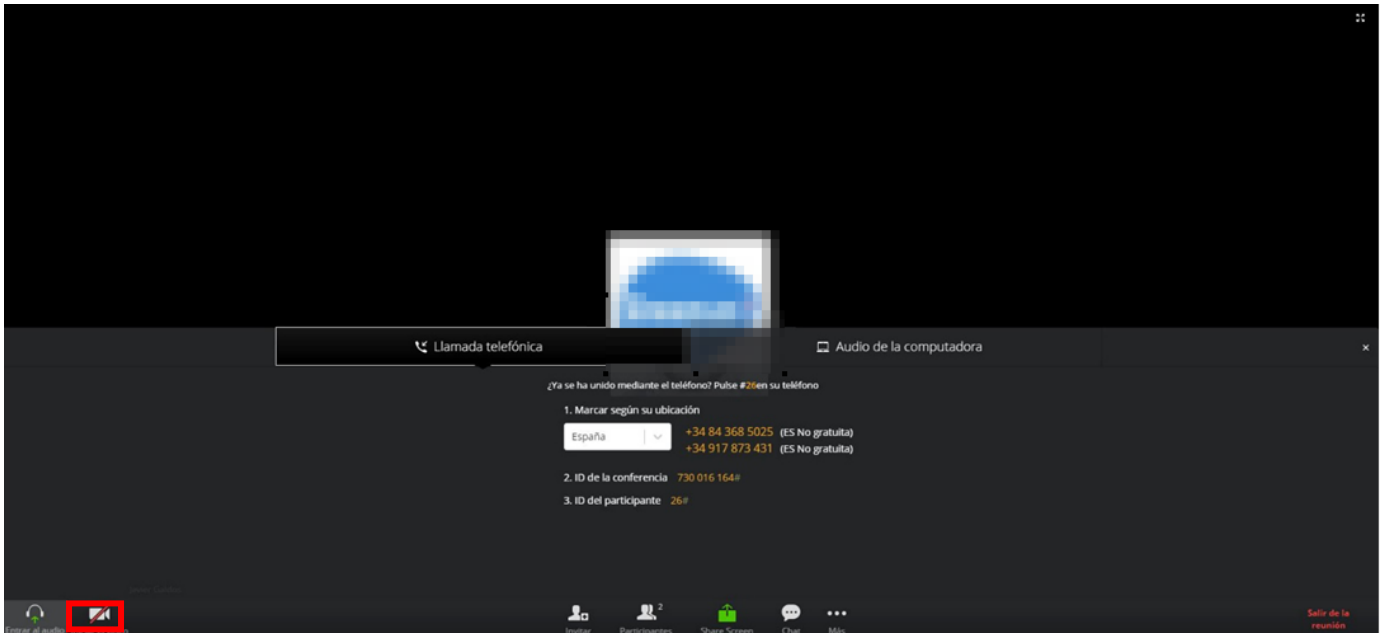 Llamada telefónica
Audio de la computadora
×
¿Ya se ha unido mediante el teléfono? Pulse #26en su teléfono
1. Marcar según su ubicación
España
+34 84 368 5025 (ES No gratuita)
+34 917 873 431 (ES No gratuita)
2. ID de la conferencia 730 016 164#
3. ID del participante 26#
2
Entrar al audio
Invitar
Participantes
Share Screen
Chat
Más
Salir de la
reunión